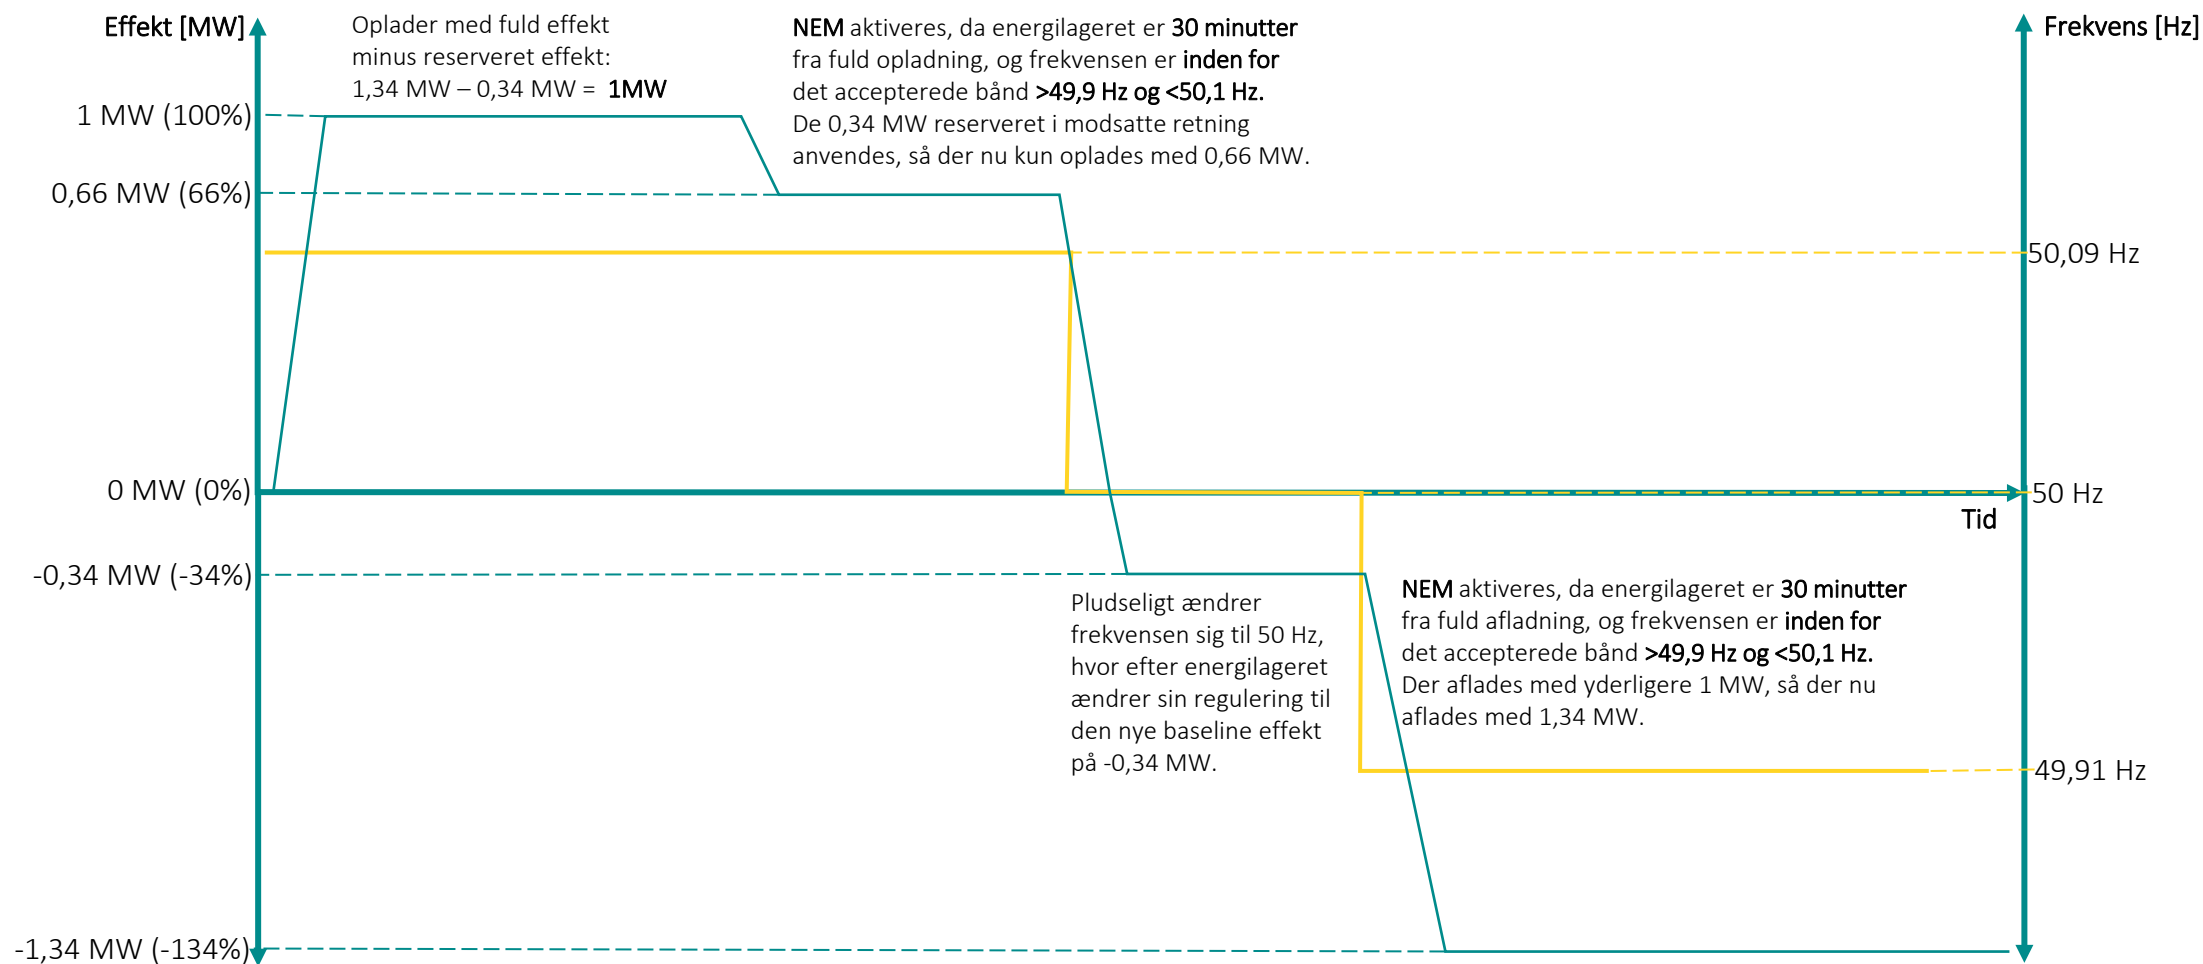 Effekt [MW]
Oplader med fuld effekt
minus reserveret effekt:
1,34 MW – 0,34 MW = 1MW
NEM aktiveres, da energilageret er 30 minutter
fra fuld opladning, og frekvensen er inden for
det accepterede bånd >49,9 Hz og <50,1 Hz.
De 0,34 MW reserveret i modsatte retning
anvendes, så der nu kun oplades med 0,66 MW.
Frekvens [Hz]
1 MW (100%)
0,66 MW (66%)
50,09 Hz
0 MW (0%)
50 Hz
Tid
-0,34 MW (-34%)
Pludseligt ændrer
frekvensen sig til 50 Hz,
hvor efter energilageret
ændrer sin regulering til
den nye baseline effekt
på -0,34 MW.
NEM aktiveres, da energilageret er 30 minutter
fra fuld afladning, og frekvensen er inden for
det accepterede bånd >49,9 Hz og <50,1 Hz.
Der aflades med yderligere 1 MW, så der nu
aflades med 1,34 MW.
49,91 Hz
-1,34 MW (-134%)